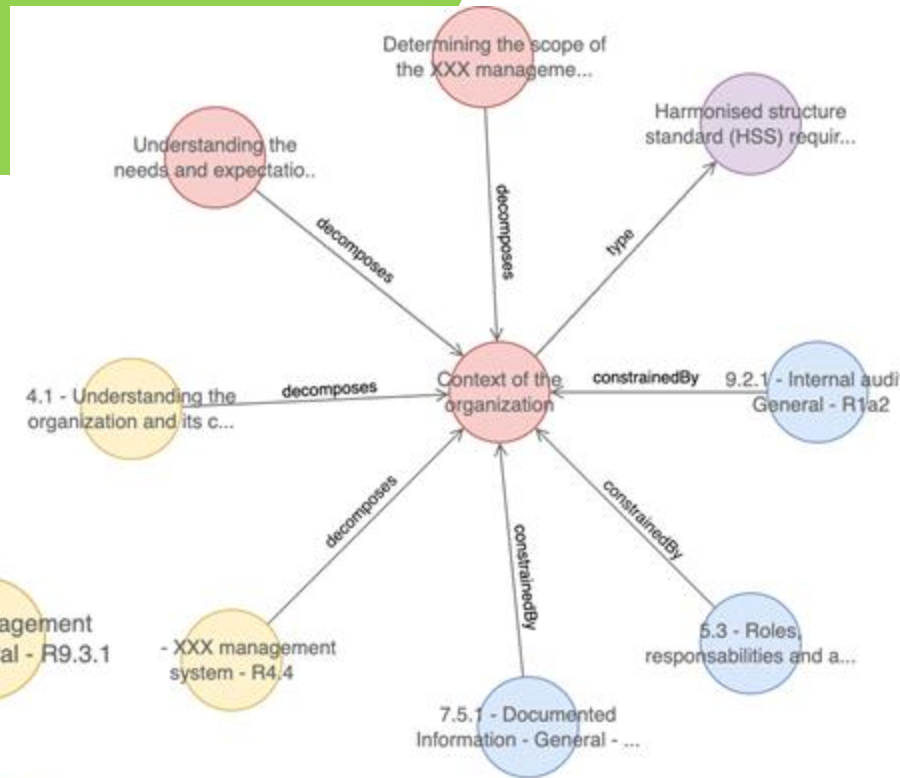 Determining the scope of
the XXX manageme...
Harmonised structure
standard (HSS) requir...
Understanding the
needs and expectatio..
decomposes
decomposes
type
4.1 - Understanding the
organization and its c...
decomposes
Context of the
organization
constrainedBy
9.2.1 - Internal audi
General - R1a2
decomposes
constrainedBy
constrainedBy
agement
al - R9.3.1
- XXX management
system - R4.4
5.3 - Roles,
responsabilities and a...
7.5.1 - Documented
Information - General - ...